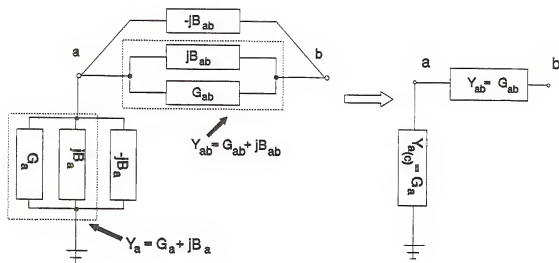 -jB_ab
a
jB_ab
b
G_ab
Y_ab = G_ab + jB_ab
G_a
jB_a
-jB_a
Y_a = G_a + jB_a
a
Y_ab = G_ab
b
Y_a(c) = G_a